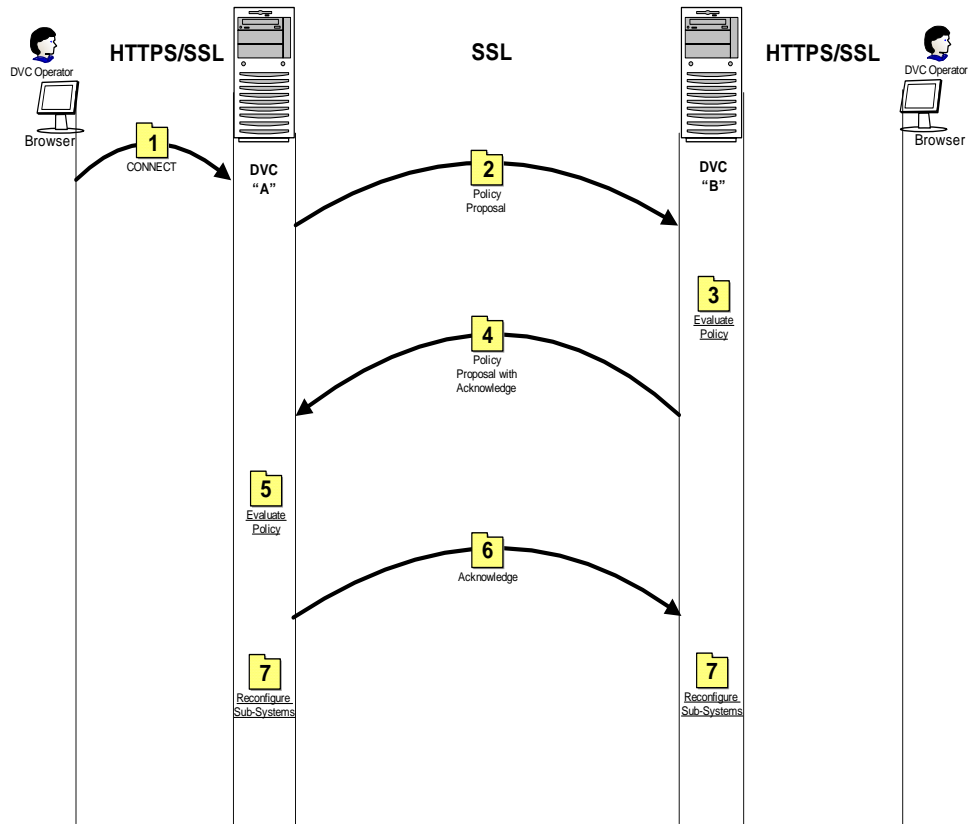 HTTPS/SSL
SSL
HTTPS/SSL
DVC Operator
DVC Operator
Browser
Browser
1
CONNECT
DVC
“A”
2
Policy
Proposal
DVC
“B”
3
Evaluate
Policy
4
Policy
Proposal with
Acknowledge
5
Evaluate
Policy
6
Acknowledge
7
Reconfigure
Sub-Systems
7
Reconfigure
Sub-Systems